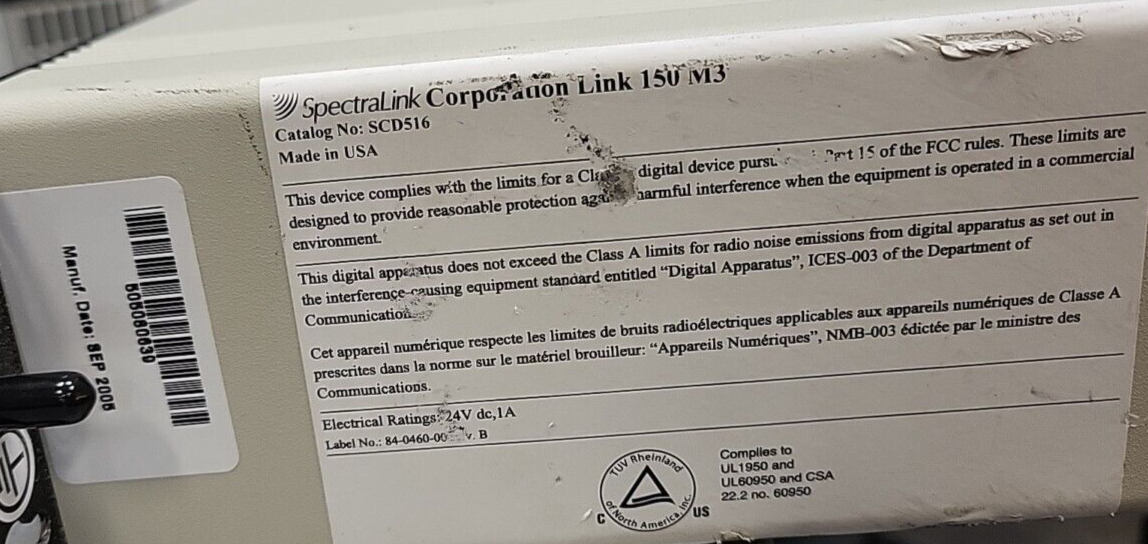 SpectraLink Corporation Link 150 M3
Catalog No: SCD516
Made in USA
This device complies with the limits for a digital device 15 of the FCC rules. These limits are
designed to provide reasonable protection harmful interference when the equipment is operated in a commercial
environment.
This digital apparatus does not exceed the Class A limits for radio noise emissions from digital apparatus as set out in
the interference-causing equipment standard entitled “Digital Apparatus”, ICES-003 of the Department of
Cet appareil numérique respecte les limites de bruits radioélectriques applicables aux appareils numériques de Classe A
prescrites dans la norme sur le matériel brouilleur: “Appareils Numériques”, NMB-003 édictée par le ministre des
Communications.
Electrical Ratings: 24V dc,1A
Label No.: 84-0460-00 B
TUV Rheinland
of North America, Inc.
C US
Complies to
UL1950 and
UL60950 and CSA
22.2 no. 60950
Manuf. Date: SEP 2005